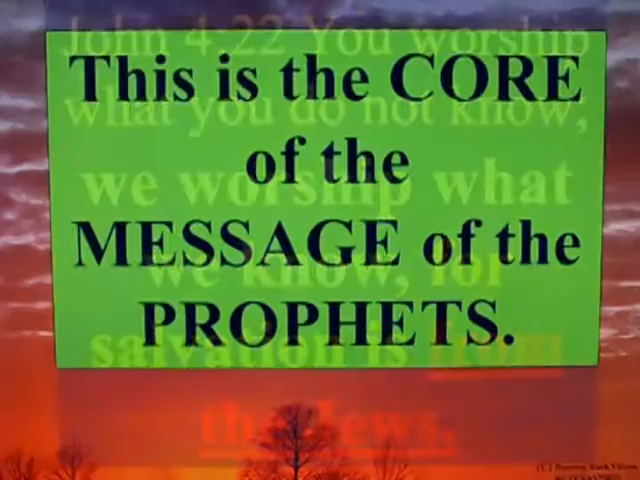 John 4:22 You worship
This is the CORE
what you do not know,
of the
we worship what
MESSAGE of the
we know, for
PROPHETS.
salvation is from
the Jews.